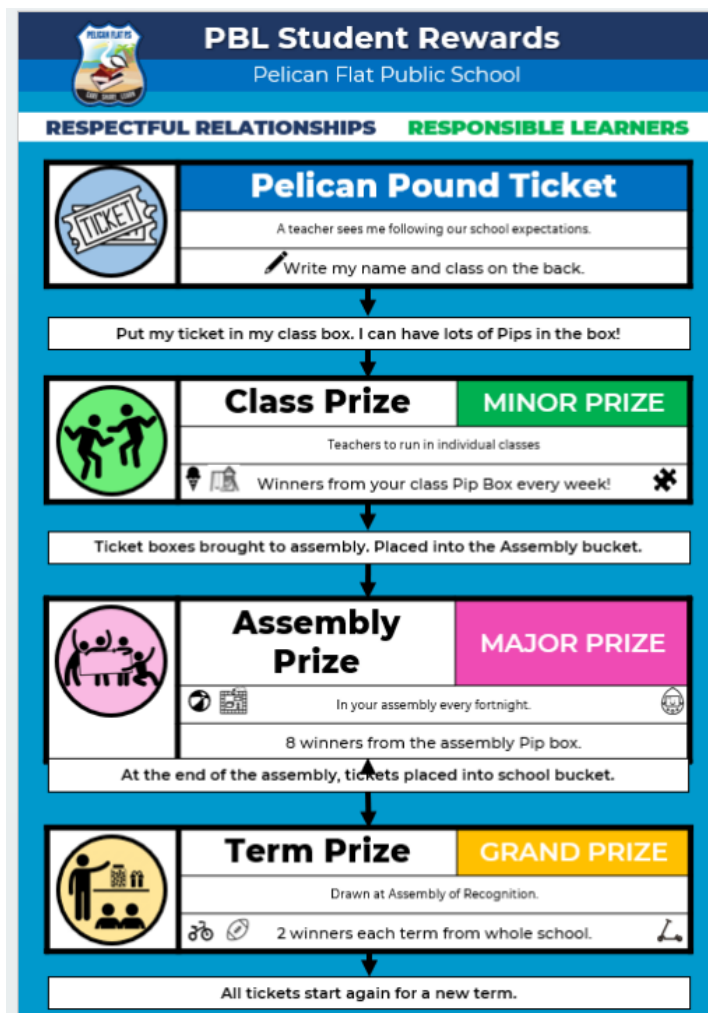 PELICAN FLAT PS
CARE SHARE LEARN
PBL Student Rewards
Pelican Flat Public School
RESPECTFUL RELATIONSHIPS RESPONSIBLE LEARNERS
TICKET
Pelican Pound Ticket
A teacher sees me following our school expectations.
Write my name and class on the back.
Put my ticket in my class box. I can have lots of Pips in the box!
Class Prize MINOR PRIZE
Teachers to run in individual classes
Winners from your class Pip Box every week!
Ticket boxes brought to assembly. Placed into the Assembly bucket.
Assembly
Prize
MAJOR PRIZE
In your assembly every fortnight.
8 winners from the assembly Pip box.
At the end of the assembly, tickets placed into school bucket.
Term Prize GRAND PRIZE
Drawn at Assembly of Recognition.
2 winners each term from whole school.
All tickets start again for a new term.